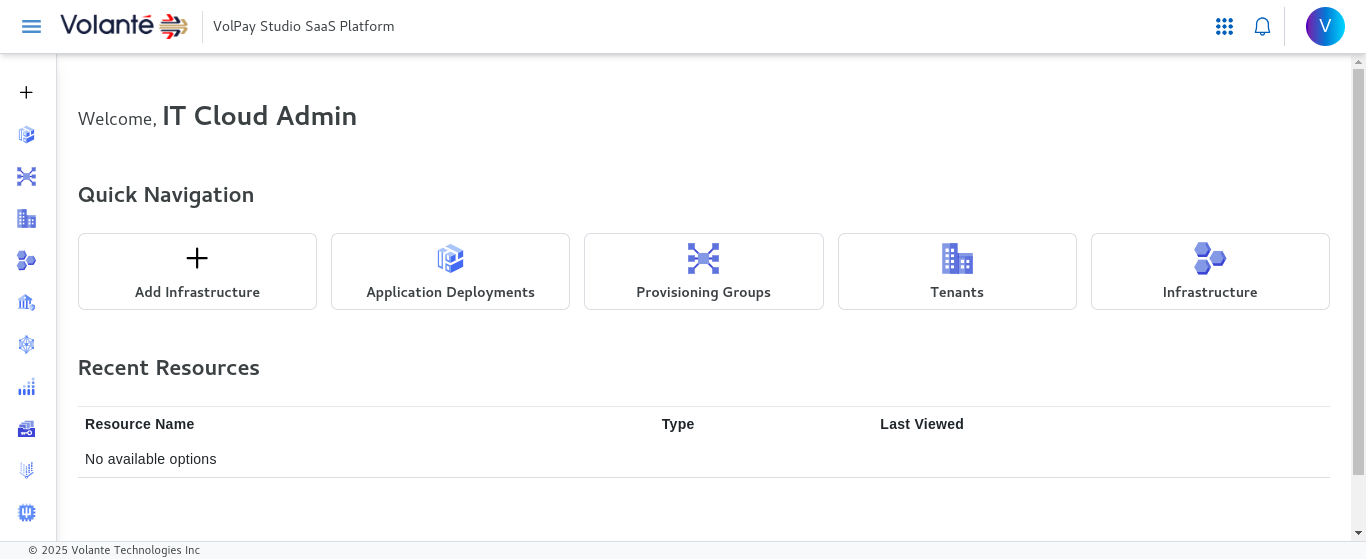 Volanté
VolPay Studio SaaS Platform
V
Welcome, IT Cloud Admin
Quick Navigation
Add Infrastructure
Application Deployments
Provisioning Groups
Tenants
Infrastructure
Recent Resources
Resource Name Type Last Viewed
No available options
© 2025 Volante Technologies Inc